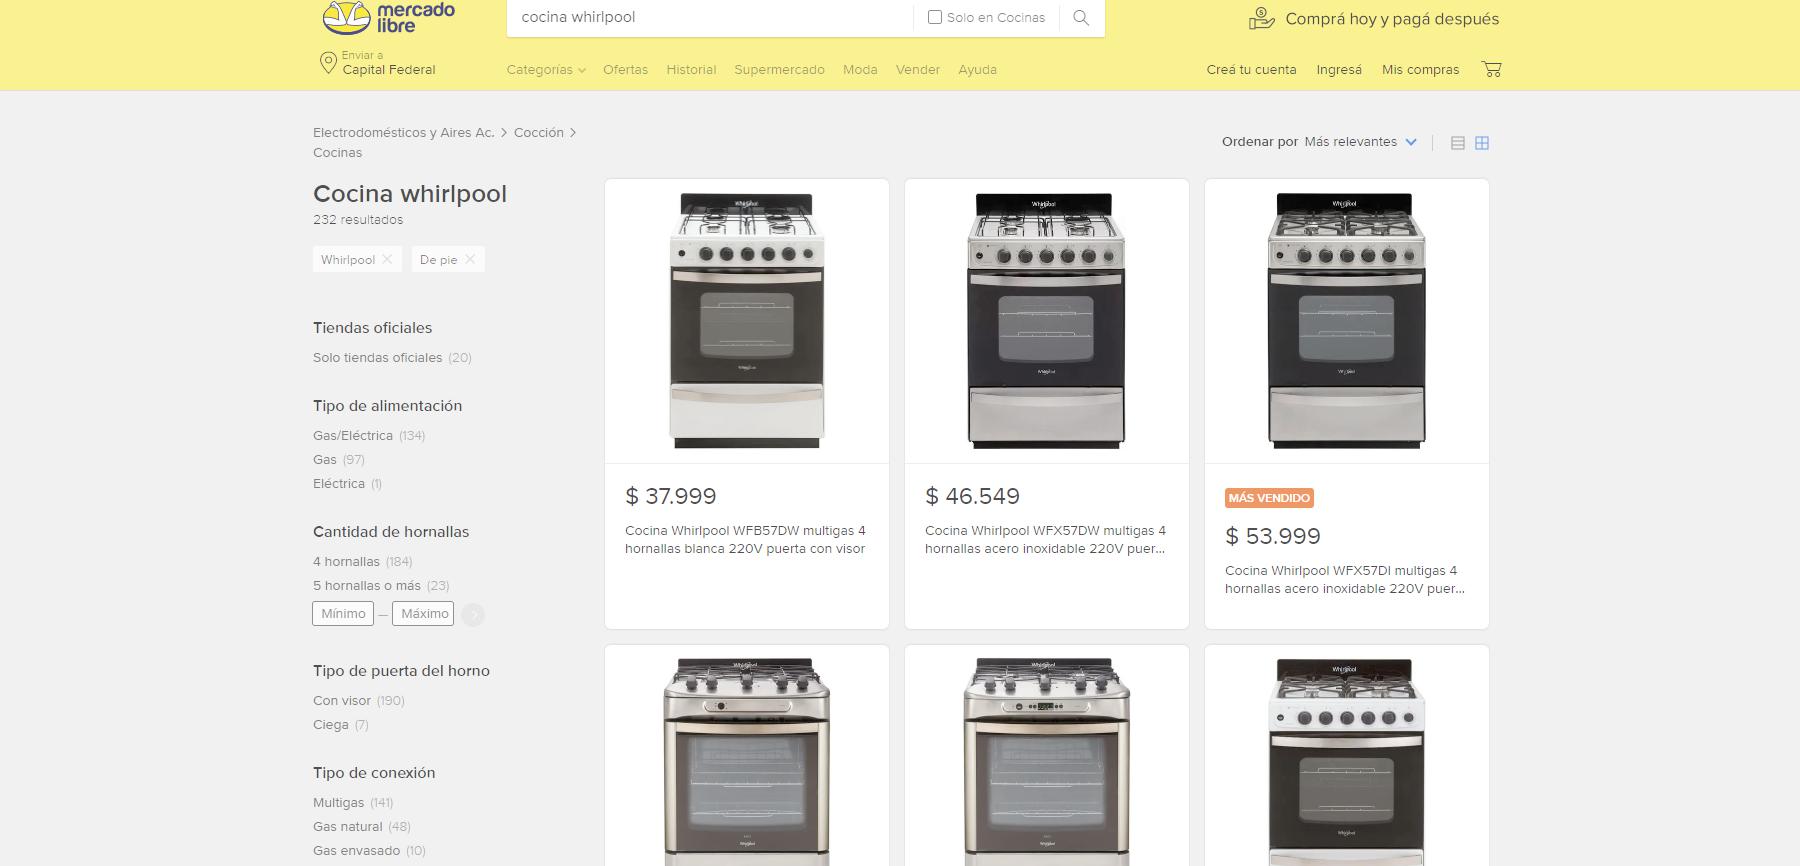 mercado
libre
cocina whirlpool
Solo en Cocinas
Comprá hoy y pagá después
Enviar a
Capital Federal
Categorías
Ofertas
Historial
Supermercado
Moda
Vender
Ayuda
Creá tu cuenta
Ingresá
Mis compras
Electrodomésticos y Aires Ac. > Cocción >
Cocinas
Ordenar por Más relevantes
Cocina whirlpool
232 resultados
Whirlpool
De pie
Tiendas oficiales
Solo tiendas oficiales (20)
Tipo de alimentación
Gas/Eléctrica (134)
Gas (97)
Eléctrica (1)
Cantidad de hornallas
4 hornallas (184)
5 hornallas o más (23)
Mínimo — Máximo
Tipo de puerta del horno
Con visor (190)
Ciega (7)
Tipo de conexión
Multigas (141)
Gas natural (48)
Gas envasado (10)
Whirlpool
$ 37.999
Cocina Whirlpool WFB57DW multigas 4
hornallas blanca 220V puerta con visor
Whirlpool
$ 46.549
Cocina Whirlpool WFX57DW multigas 4
hornallas acero inoxidable 220V puer...
Whirlpool
MÁS VENDIDO
$ 53.999
Cocina Whirlpool WFX57DI multigas 4
hornallas acero inoxidable 220V puer...
Whirlpool
Whirlpool
Whirlpool